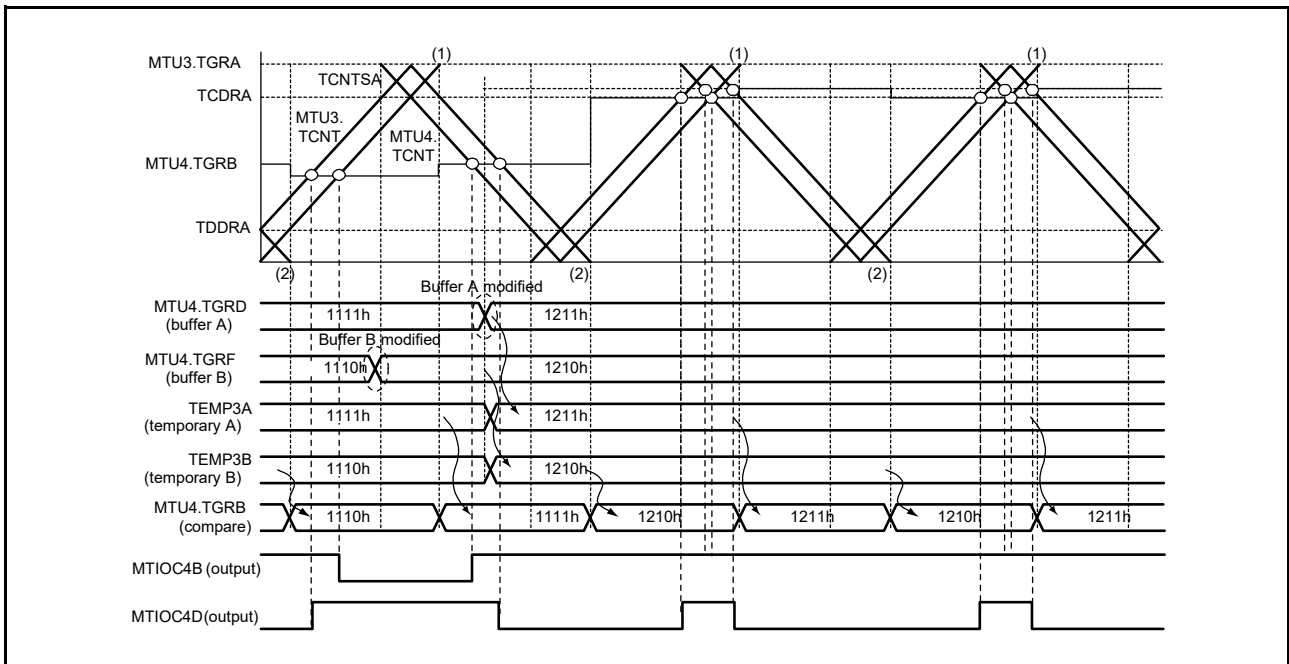 MTU3.TGRA
(1)
(1)
(1)
TCNTSA
TCDRA
MTU3.
TCNT
MTU4.
TCNT
MTU4.TGRB
TDDRA
(2)
(2)
(2)
Buffer A modified
MTU4.TGRD
(buffer A)
1111h
1211h
Buffer B modified
MTU4.TGRF
(buffer B)
1110h
1210h
TEMP3A
(temporary A)
1111h
1211h
TEMP3B
(temporary B)
1110h
1210h
MTU4.TGRB
(compare)
1110h
1111h
1210h
1211h
1210h
1211h
MTIOC4B (output)
MTIOC4D(output)